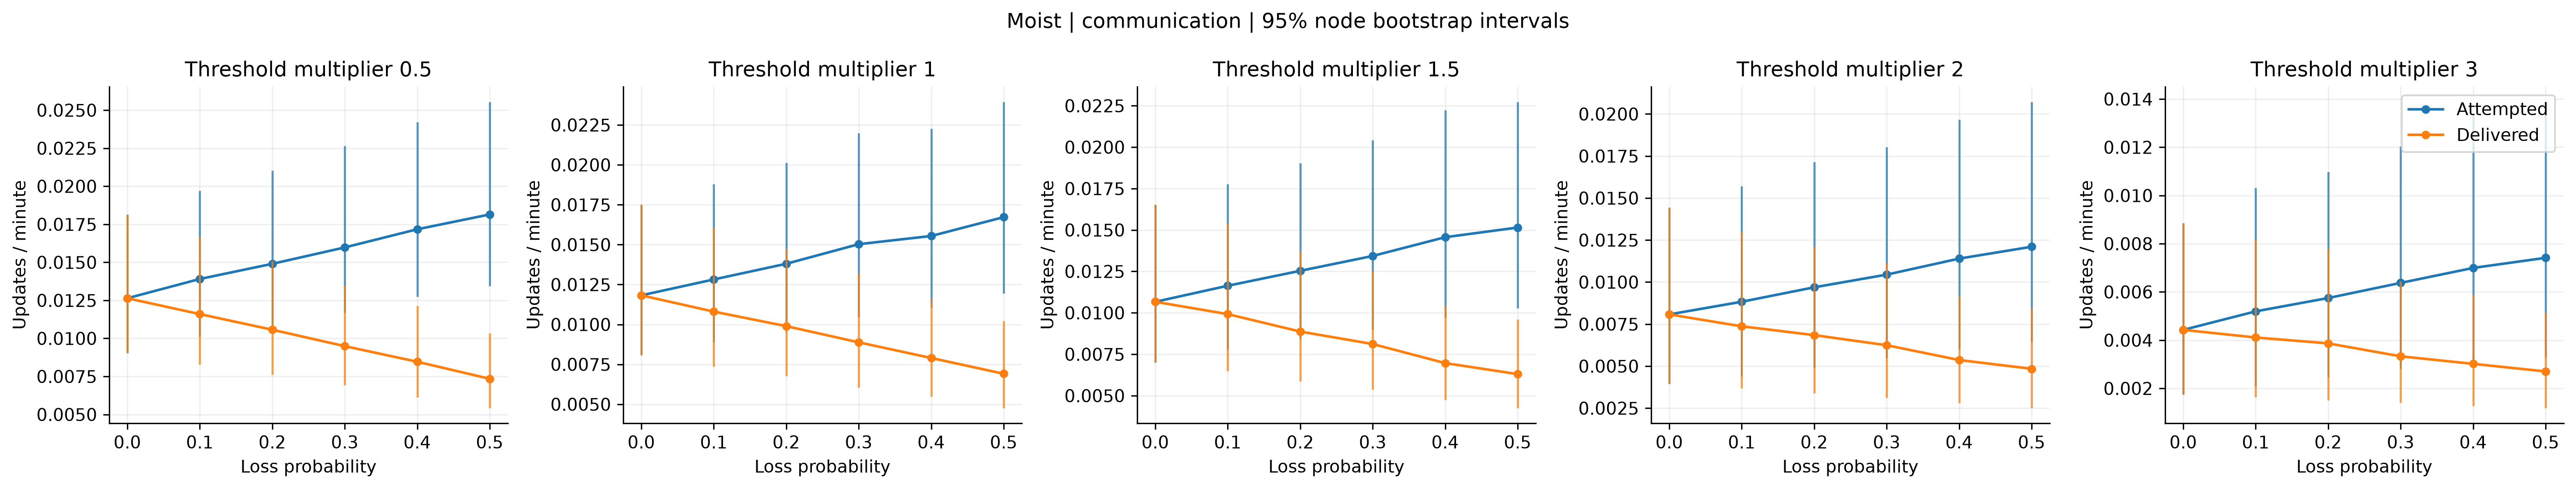 Moist | communication | 95% node bootstrap intervals
Threshold multiplier 0.5
Updates / minute
0.0250
0.0225
0.0200
0.0175
0.0150
0.0125
0.0100
0.0075
0.0050
0.0 0.1 0.2 0.3 0.4 0.5
Loss probability
Threshold multiplier 1
Updates / minute
0.0225
0.0200
0.0175
0.0150
0.0125
0.0100
0.0075
0.0050
0.0 0.1 0.2 0.3 0.4 0.5
Loss probability
Threshold multiplier 1.5
Updates / minute
0.0225
0.0200
0.0175
0.0150
0.0125
0.0100
0.0075
0.0050
0.0 0.1 0.2 0.3 0.4 0.5
Loss probability
Threshold multiplier 2
Updates / minute
0.0200
0.0175
0.0150
0.0125
0.0100
0.0075
0.0050
0.0025
0.0 0.1 0.2 0.3 0.4 0.5
Loss probability
Threshold multiplier 3
Updates / minute
0.014
0.012
0.010
0.008
0.006
0.004
0.002
0.0 0.1 0.2 0.3 0.4 0.5
Loss probability
Attempted
Delivered